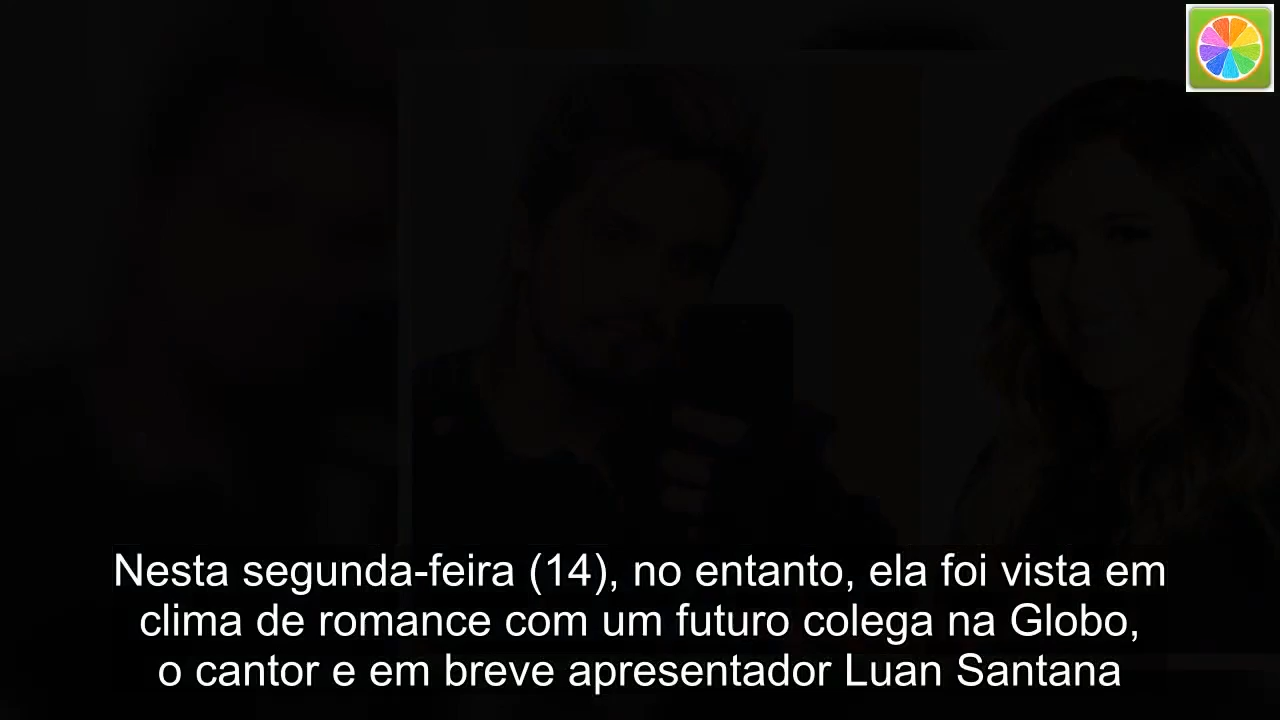 Nesta segunda-feira (14), no entanto, ela foi vista em
clima de romance com um futuro colega na Globo,
o cantor e em breve apresentador Luan Santana